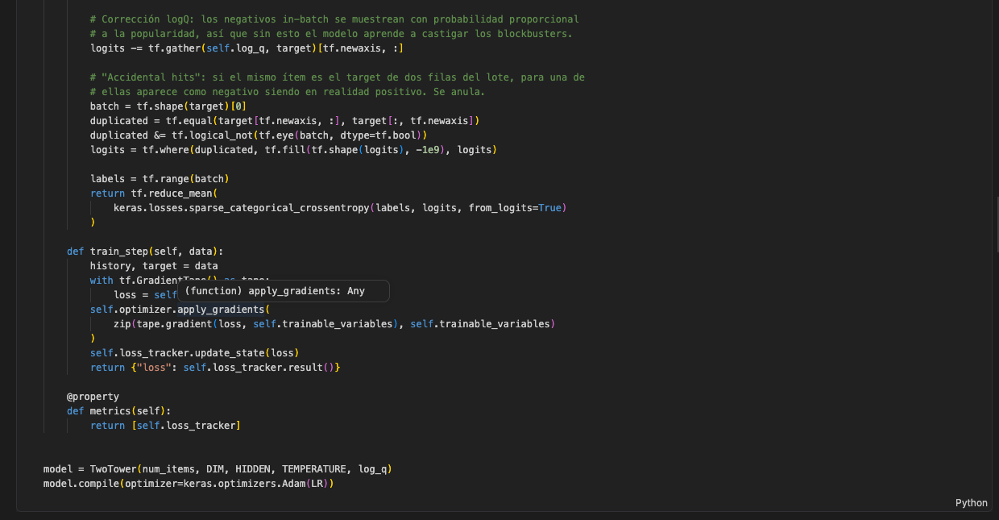 # Corrección logQ: los negativos in-batch se muestrean con probabilidad proporcional
# a la popularidad, así que sin esto el modelo aprende a castigar los blockbusters.
logits -= tf.gather(self.log_q, target)[tf.newaxis, :]
# "Accidental hits": si el mismo ítem es el target de dos filas del lote, para una de
# ellas aparece como negativo siendo en realidad positivo. Se anula.
batch = tf.shape(target)[0]
duplicated = tf.equal(target[tf.newaxis, :], target[:, tf.newaxis])
duplicated &= tf.logical_not(tf.eye(batch, dtype=tf.bool))
logits = tf.where(duplicated, tf.fill(tf.shape(logits), -1e9), logits)
labels = tf.range(batch)
return tf.reduce_mean(
keras.losses.sparse_categorical_crossentropy(labels, logits, from_logits=True)
)
def train_step(self, data):
history, target = data
with tf.GradientTape() as tape:
loss = self
(function) apply_gradients: Any
self.optimizer.apply_gradients(
zip(tape.gradient(loss, self.trainable_variables), self.trainable_variables)
)
self.loss_tracker.update_state(loss)
return {"loss": self.loss_tracker.result()}
@property
def metrics(self):
return [self.loss_tracker]
model = TwoTower(num_items, DIM, HIDDEN, TEMPERATURE, log_q)
model.compile(optimizer=keras.optimizers.Adam(LR))
Python